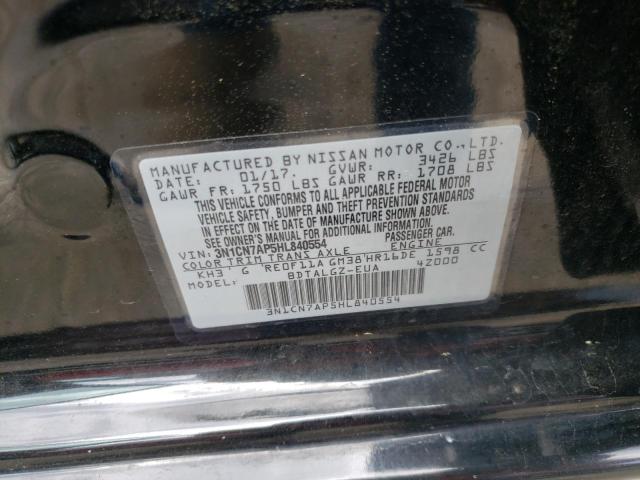 MANUFACTURED BY NISSAN MOTOR CO.,LTD.
DATE: 01/17. GVWR: 3426 LBS
GAWR FR: 1750 LBS GAWR RR: 1708 LBS
THIS VEHICLE CONFORMS TO ALL APPLICABLE FEDERAL MOTOR
VEHICLE SAFETY, BUMPER AND THEFT PREVENTION STANDARDS
IN EFFECT ON THE DATE OF MANUFACTURE SHOWN ABOVE.
SEE OWNER'S MANUAL FOR ADDITIONAL INFORMATION.
VIN: 3N1CN7AP5HL840554 PASSENGER CAR.
COLOR TRIM TRANS AXLE ENGINE
KH3 G RE0F11A GM38 HR16DE 1598 CC
BDTALGZ-EUA 42000
3N1CN7AP5HL840554